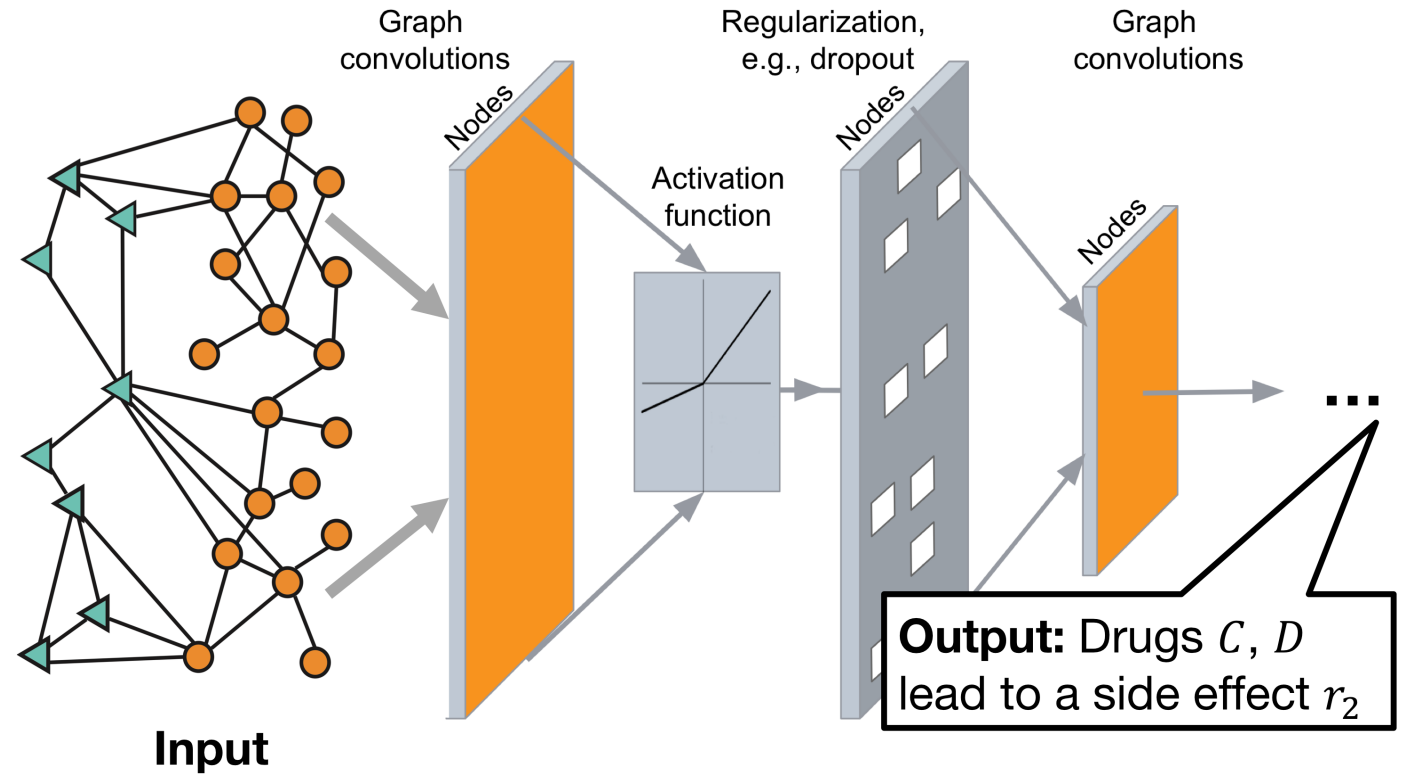 Graph
convolutions
Regularization,
e.g., dropout
Graph
convolutions
Nodes
Nodes
Activation
function
Nodes
...
Output: Drugs C, D
lead to a side effect r₂
Input